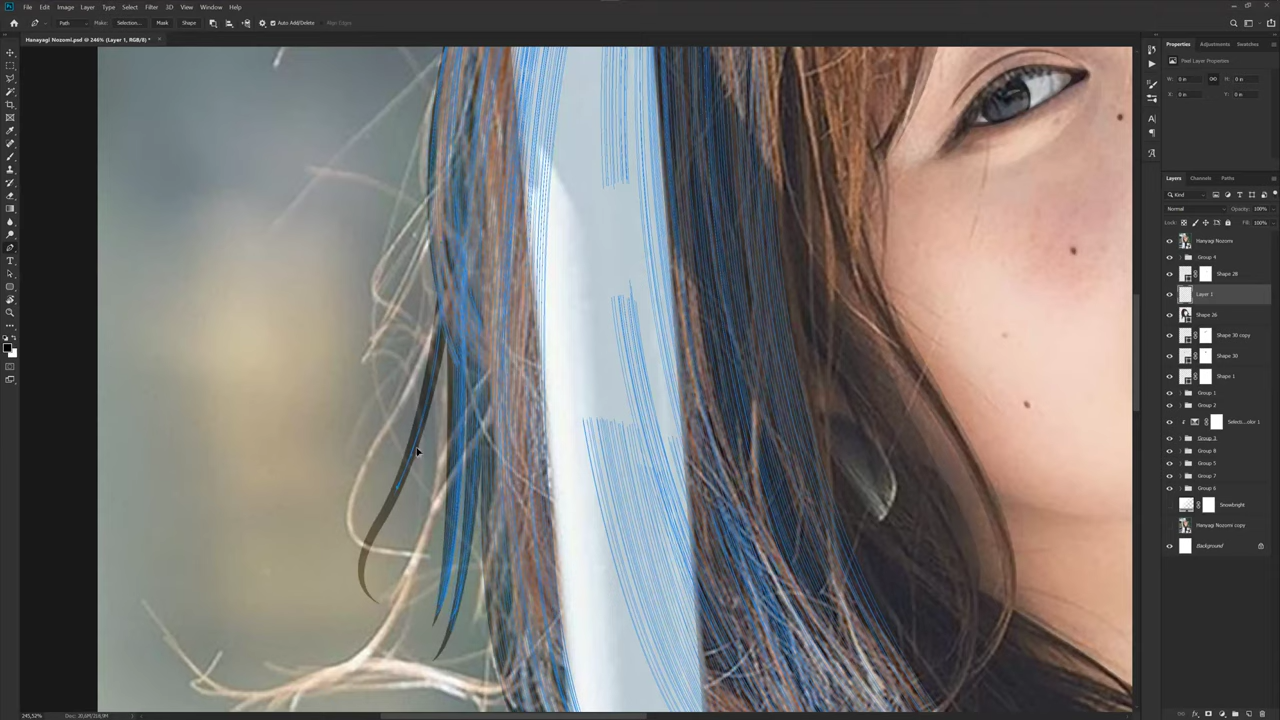 File Edit Image Layer Type Select Filter 3D View Window Help
Path Make: Selection... Mask Shape Auto Add/Delete Align Edges
Hanayagi Nozomi.psd @ 246% (Layer 1, RGB/8) *
Properties Adjustments Swatches
Pixel Layer Properties
W: 0 in H: 0 in
X: 0 in Y: 0 in
Layers Channels Paths
Kind
Normal Opacity: 100%
Lock: Fill: 100%
Hanyagi Nozomi
Group 4
Shape 28
Layer 1
Shape 26
Shape 30 copy
Shape 30
Shape 1
Group 1
Group 2
Selecti...olor 1
Group 3
Group 8
Group 5
Group 7
Group 6
Snowbright
Hanyagi Nozomi copy
Background